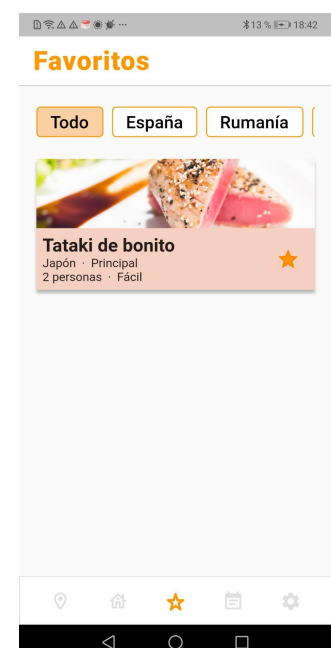 13 % 18:42
Favoritos
Todo España Rumanía
Tataki de bonito
Japón · Principal
2 personas · Fácil